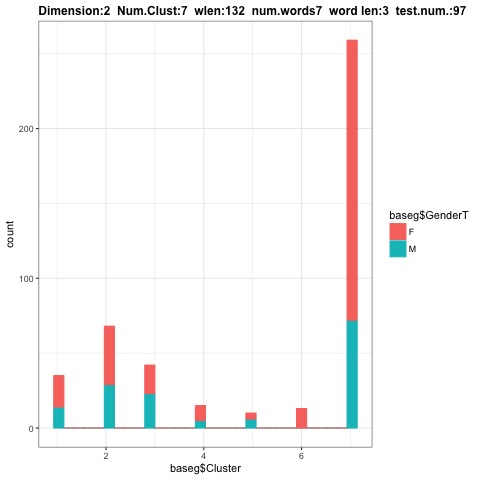 Dimension:2  Num.Clust:7  wlen:132  num.words7  word len:3  test.num.:97
200
100
0
count
2
4
6
baseg$Cluster
baseg$GenderT
F
M